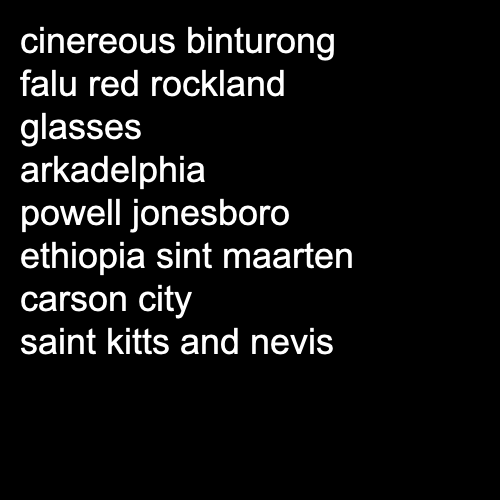 cinereous binturong
falu red rockland
glasses
arkadelphia
powell jonesboro
ethiopia sint maarten
carson city
saint kitts and nevis